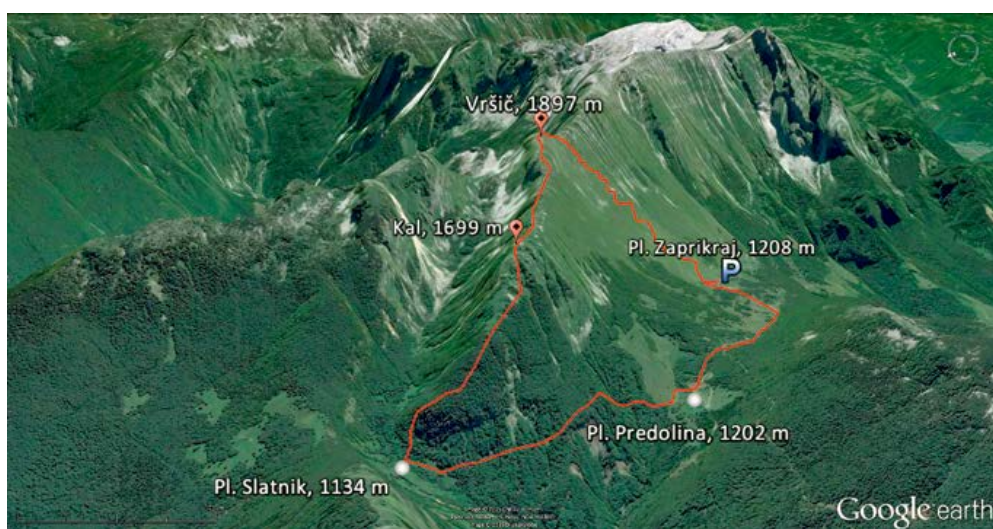 Vršič, 1897 m
Kal, 1699 m
Pl. Zaprikraj, 1208 m
P
Pl. Predolina, 1202 m
Pl. Slatnik, 1134 m
Google earth